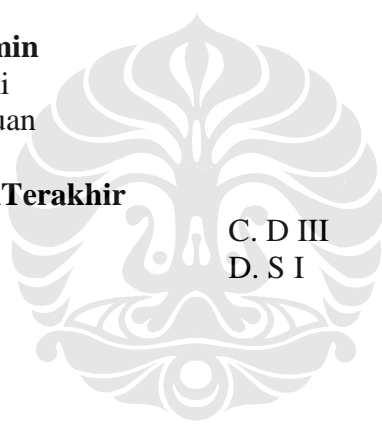 min
i
uan
Terakhir
C. D III
D. S I